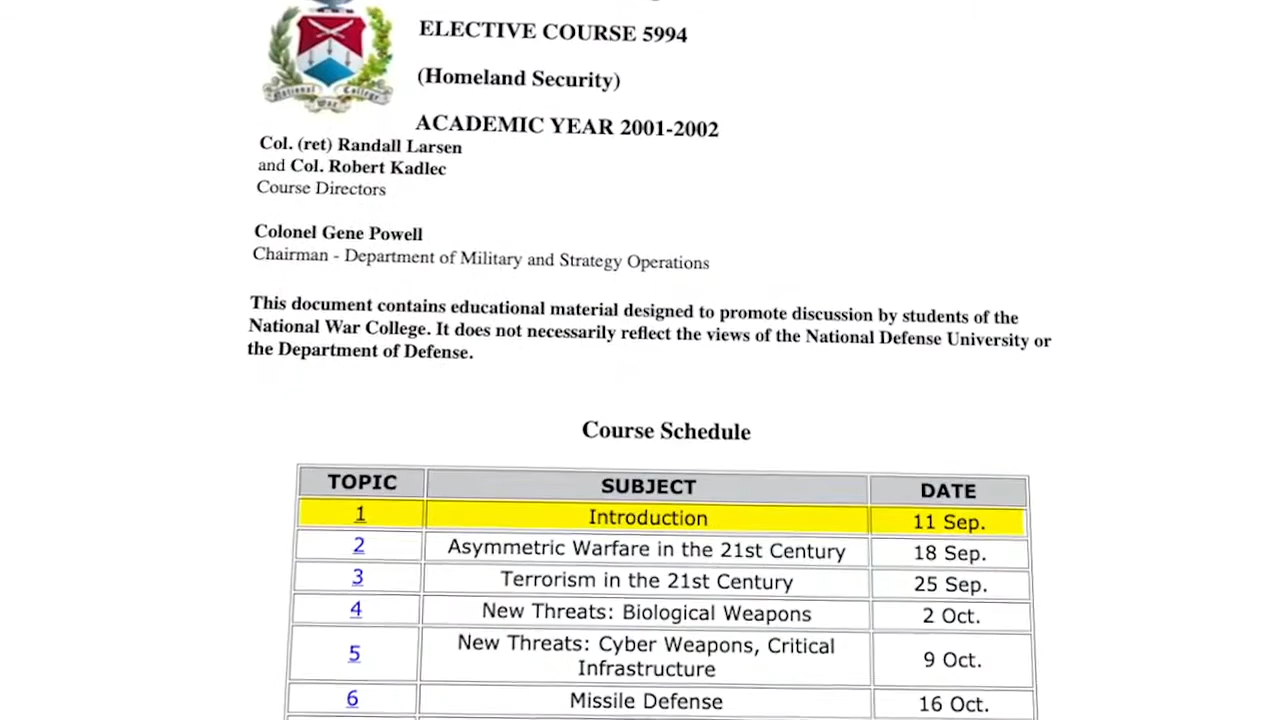 ELECTIVE COURSE 5994
(Homeland Security)
National War College
ACADEMIC YEAR 2001-2002
Col. (ret) Randall Larsen
and Col. Robert Kadlec
Course Directors
Colonel Gene Powell
Chairman - Department of Military and Strategy Operations
This document contains educational material designed to promote discussion by students of the
National War College. It does not necessarily reflect the views of the National Defense University or
the Department of Defense.
Course Schedule
TOPIC SUBJECT DATE
1 Introduction 11 Sep.
2 Asymmetric Warfare in the 21st Century 18 Sep.
3 Terrorism in the 21st Century 25 Sep.
4 New Threats: Biological Weapons 2 Oct.
5 New Threats: Cyber Weapons, Critical
Infrastructure 9 Oct.
6 Missile Defense 16 Oct.